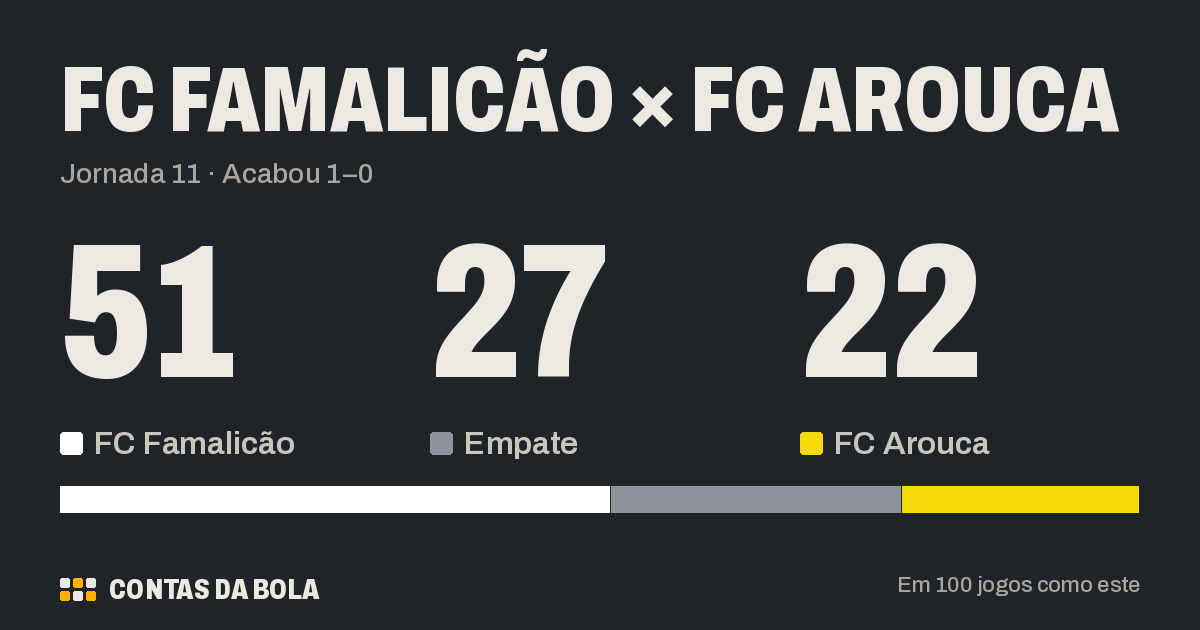 FC FAMALICÃO × FC AROUCA
Jornada 11 · Acabou 1–0
51 27 22
FC Famalicão Empate FC Arouca
CONTAS DA BOLA
Em 100 jogos como este